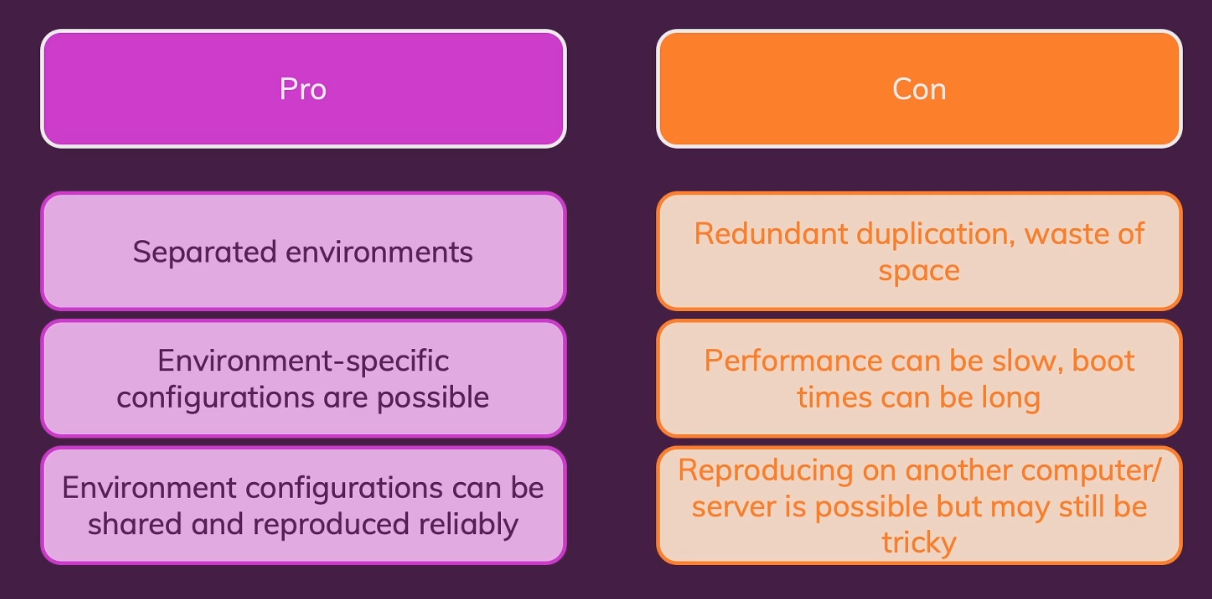 Pro
Con
Separated environments
Redundant duplication, waste of
space
Environment-specific
configurations are possible
Performance can be slow, boot
times can be long
Environment configurations can be
shared and reproduced reliably
Reproducing on another computer/
server is possible but may still be
tricky